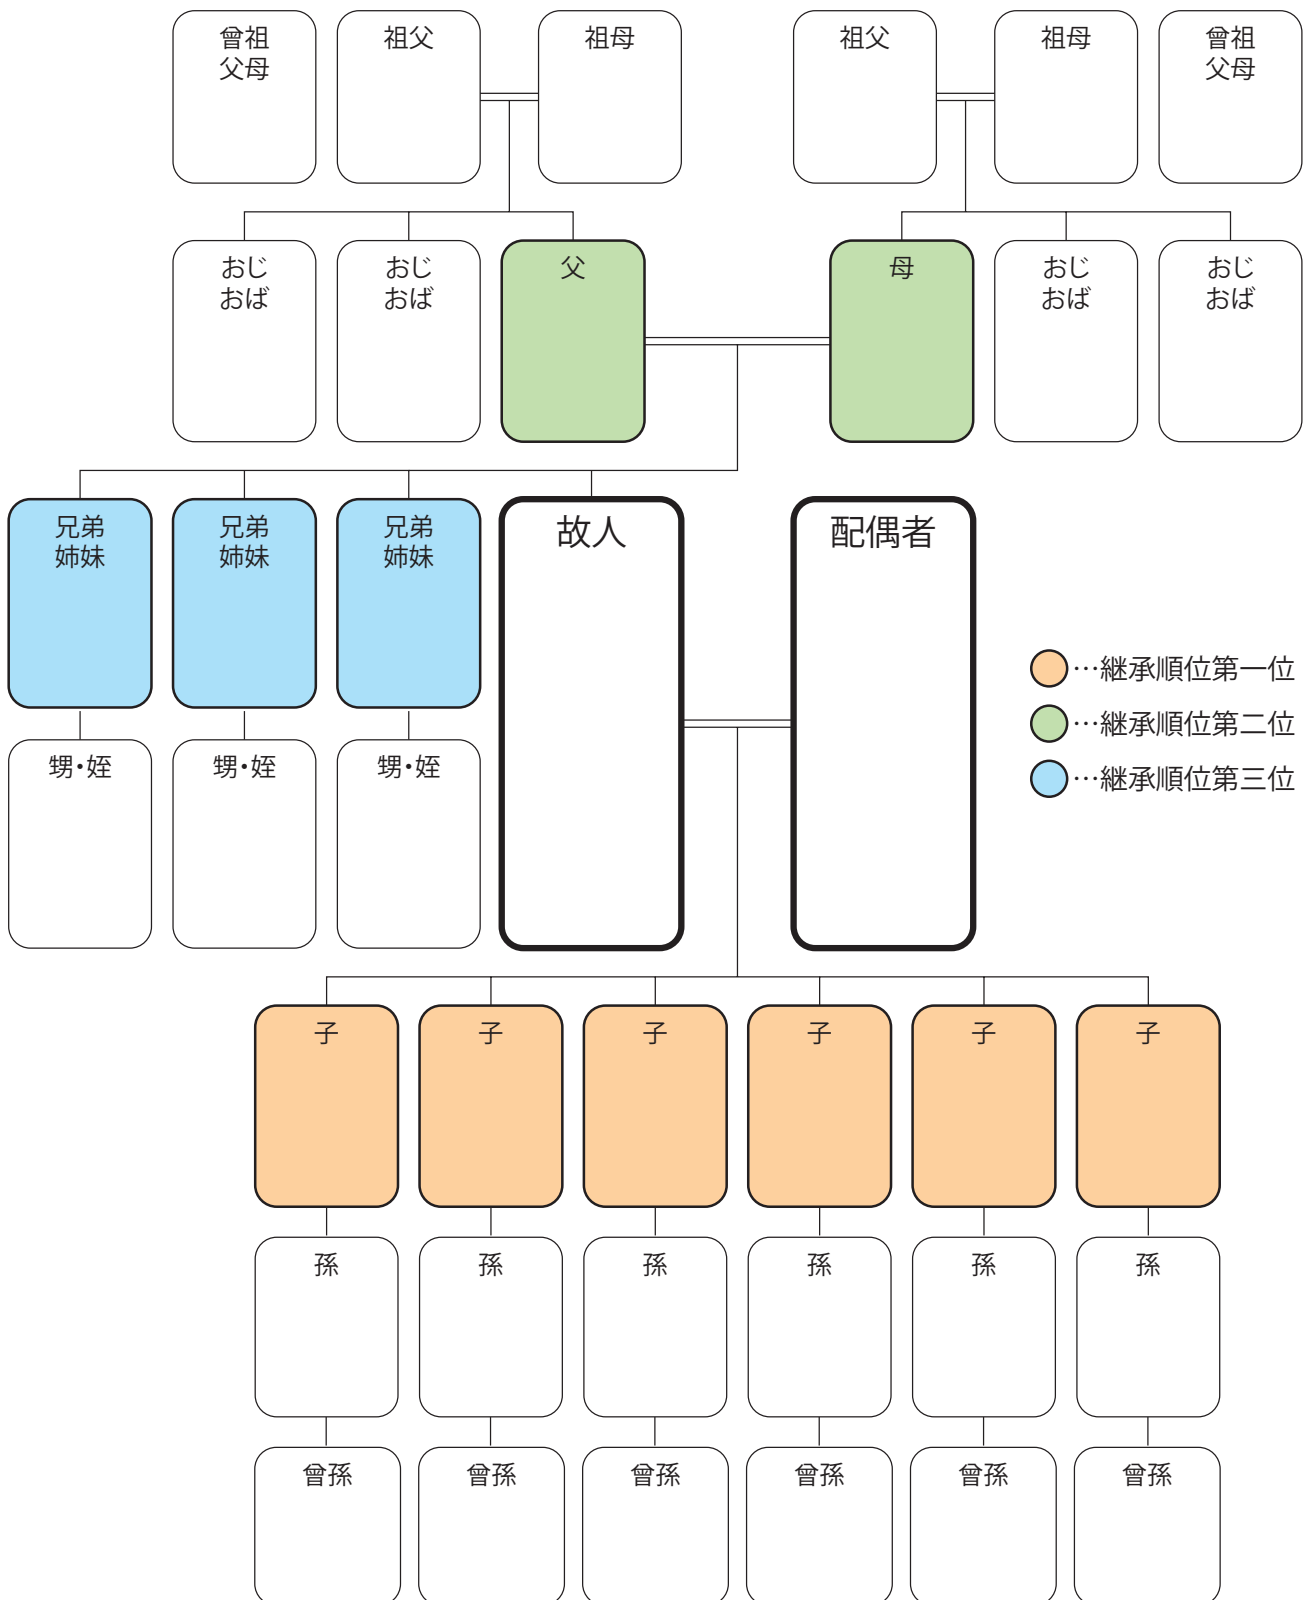 曾祖
父母
祖父
祖母
祖父
祖母
曾祖
父母
おじ
おば
おじ
おば
父
母
おじ
おば
おじ
おば
兄弟
姉妹
兄弟
姉妹
兄弟
姉妹
故人
配偶者
…継承順位第一位
…継承順位第二位
…継承順位第三位
甥・姪
甥・姪
甥・姪
子
子
子
子
子
子
孫
孫
孫
孫
孫
孫
曾孫
曾孫
曾孫
曾孫
曾孫
曾孫